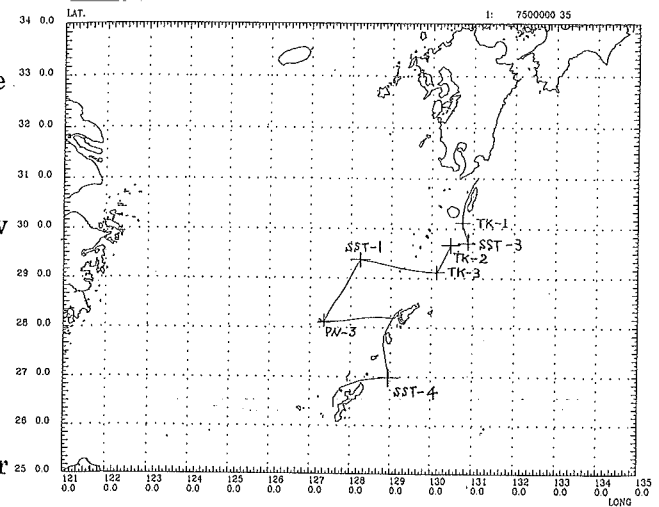 LAT.
1: 7500000 35
34 0.0
33 0.0
32 0.0
31 0.0
30 0.0
29 0.0
28 0.0
27 0.0
26 0.0
25 0.0
e
v
r
TK-1
SST-1
SST-3
TK-2
TK-3
PN-3
SST-4
121 122 123 124 125 126 127 128 129 130 131 132 133 134 135
0.0 0.0 0.0 0.0 0.0 0.0 0.0 0.0 0.0 0.0 0.0 0.0 0.0 0.0 0.0
LONG